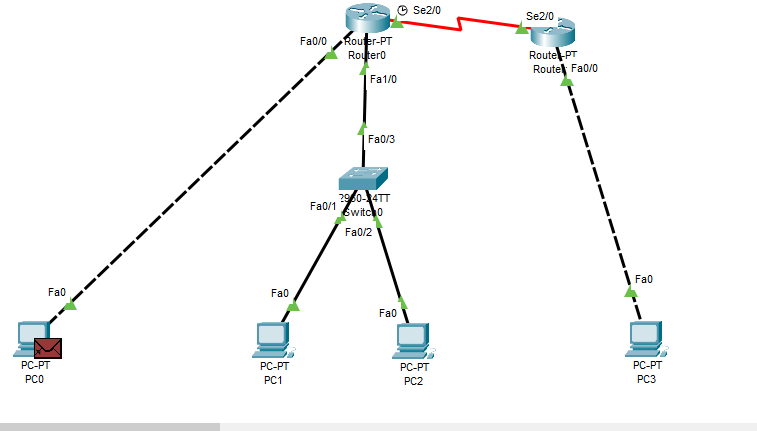 Se2/0
Se2/0
Fa0/0
Router-PT
Router0
Router-PT
Router
Fa0/0
Fa1/0
Fa0/3
2960-24TT
Switch0
Fa0/1
Fa0/2
Fa0
Fa0
Fa0
Fa0
PC-PT
PC0
PC-PT
PC1
PC-PT
PC2
PC-PT
PC3